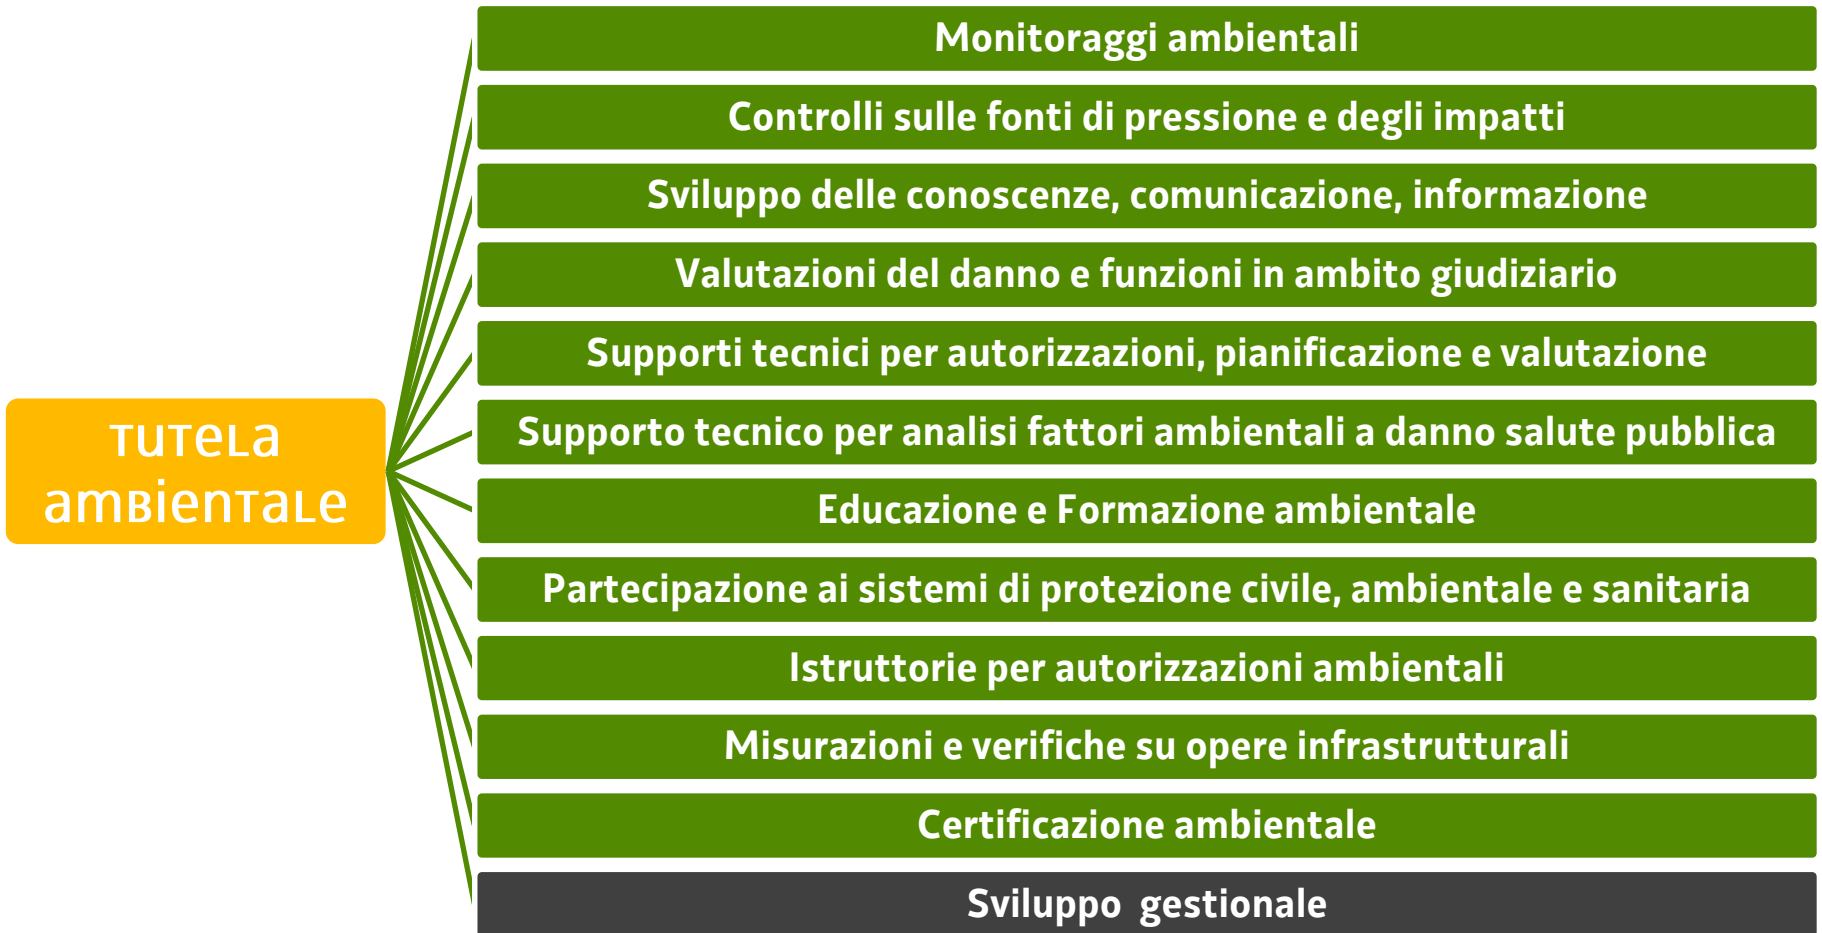 Monitoraggi ambientali
Controlli sulle fonti di pressione e degli impatti
Sviluppo delle conoscenze, comunicazione, informazione
Valutazioni del danno e funzioni in ambito giudiziario
Supporti tecnici per autorizzazioni, pianificazione e valutazione
Tutela
ambientale
Supporto tecnico per analisi fattori ambientali a danno salute pubblica
Educazione e Formazione ambientale
Partecipazione ai sistemi di protezione civile, ambientale e sanitaria
Istruttorie per autorizzazioni ambientali
Misurazioni e verifiche su opere infrastrutturali
Certificazione ambientale
Sviluppo gestionale